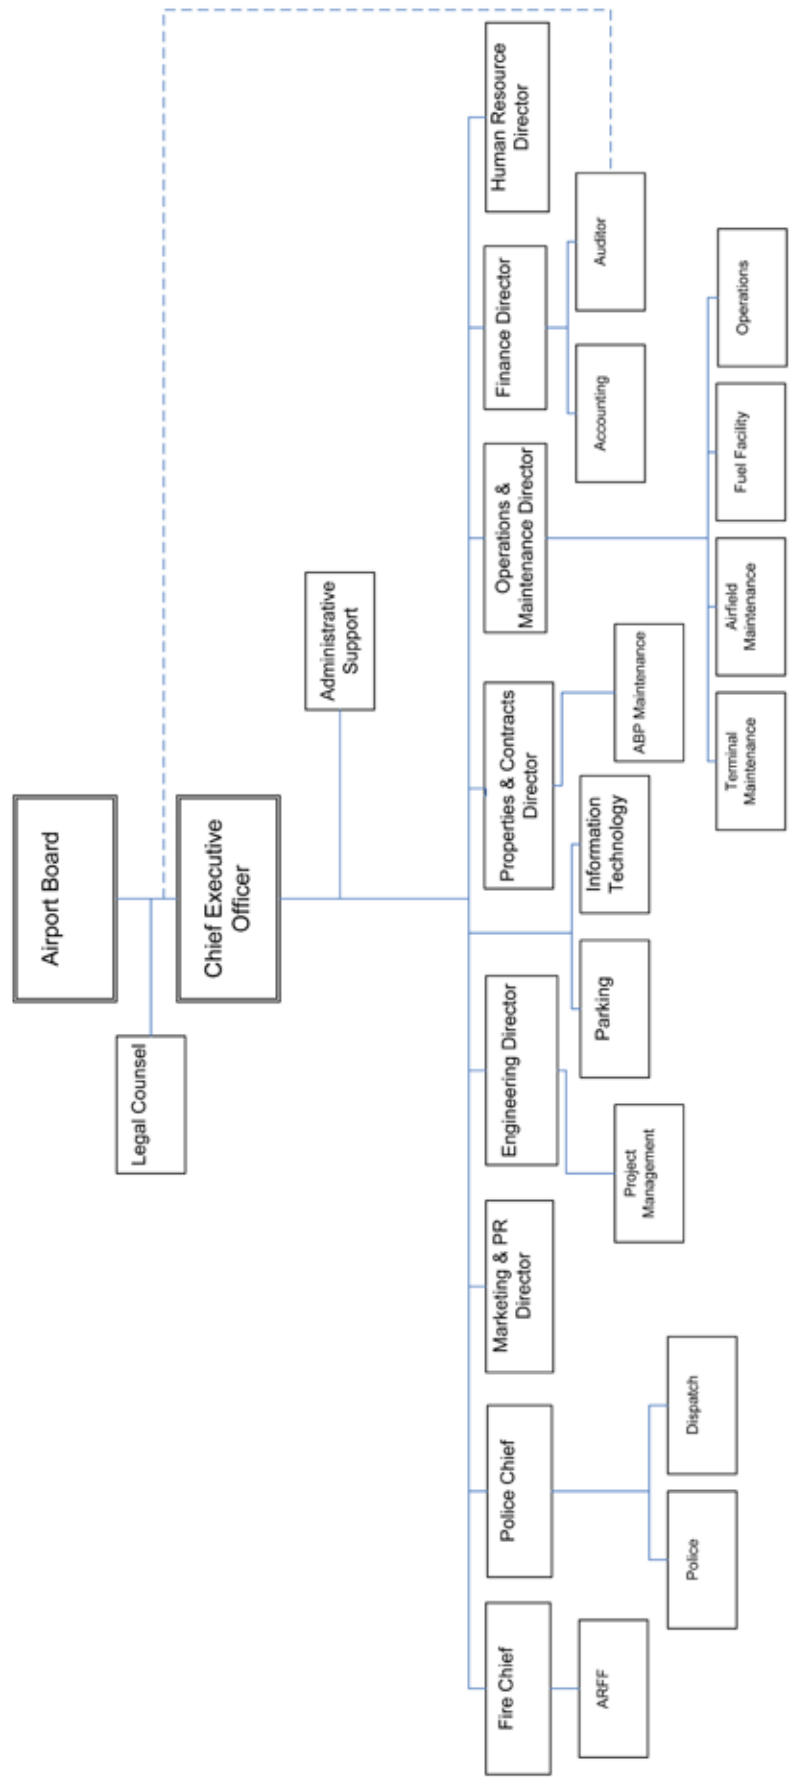 Airport Board
Legal Counsel
Chief Executive
Officer
Administrative
Support
Fire Chief
Police Chief
Marketing & PR
Director
Engineering Director
Properties & Contracts
Director
Operations &
Maintenance Director
Finance Director
Human Resource
Director
ARFF
Police
Dispatch
Project
Management
Parking
Information
Technology
ABP Maintenance
Accounting
Auditor
Terminal
Maintenance
Airfield
Maintenance
Fuel Facility
Operations